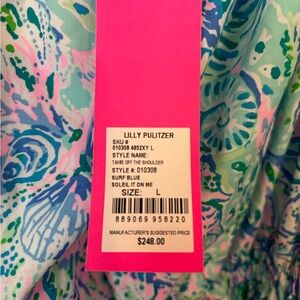 LILLY PULITZER
SKU #
010308 4852XY L
STYLE NAME:
OFF THE SHOULDER
STYLE #: 010308
SURF BLUE
SOLEIL IT ON ME
SIZE: L
889069 958220
MANUFACTURER'S SUGGESTED PRICE
$248.00